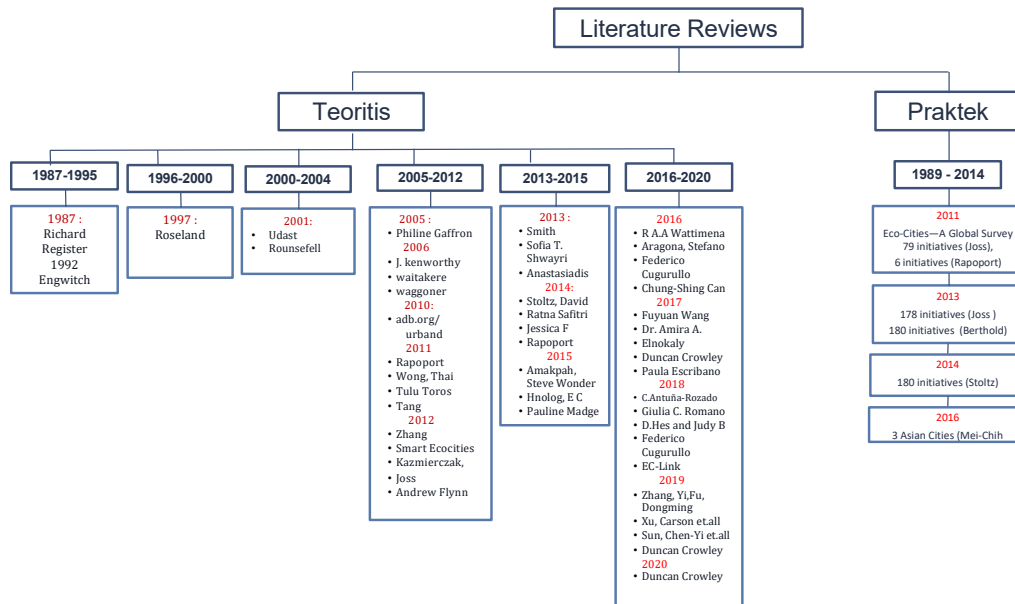 Literature Reviews
Teoritis
Praktek
1987-1995
1987 :
Richard
Register
1992
Engwitch
1996-2000
1997 :
Roseland
2000-2004
2001:
• Udast
• Rounsefell
2005-2012
2005 :
• Philine Gaffron
2006
• J. kenworthy
• waitakere
• waggoner
2010:
• adb.org/
urband
2011
• Rapoport
• Wong, Thai
• Tulu Toros
• Tang
2012
• Zhang
• Smart Ecocities
• Kazmierczak,
• Joss
• Andrew Flynn
2013-2015
2013 :
• Smith
• Sofia T.
Shwayri
• Anastasiadis
2014:
• Stoltz, David
• Ratna Safitri
• Jessica F
• Rapoport
2015
• Amakpah,
Steve Wonder
• Hnolog, E C
• Pauline Madge
2016-2020
2016
• R A.A Wattimena
• Aragona, Stefano
• Federico
Cugurullo
• Chung-Shing Can
2017
• Fuyuan Wang
• Dr. Amira A.
• Elnokaly
• Duncan Crowley
• Paula Escribano
2018
• C.Antuña-Rozado
• Giulia C. Romano
• D.Hes and Judy B
• Federico
Cugurullo
• EC-Link
2019
• Zhang, Yi,Fu,
Dongming
• Xu, Carson et.all
• Sun, Chen-Yi et.all
• Duncan Crowley
2020
• Duncan Crowley
1989 - 2014
2011
Eco-Cities—A Global Survey
79 initiatives (Joss),
6 initiatives (Rapoport)
2013
178 initiatives (Joss )
180 initiatives (Berthold)
2014
180 initiatives (Stoltz)
2016
3 Asian Cities (Mei-Chih